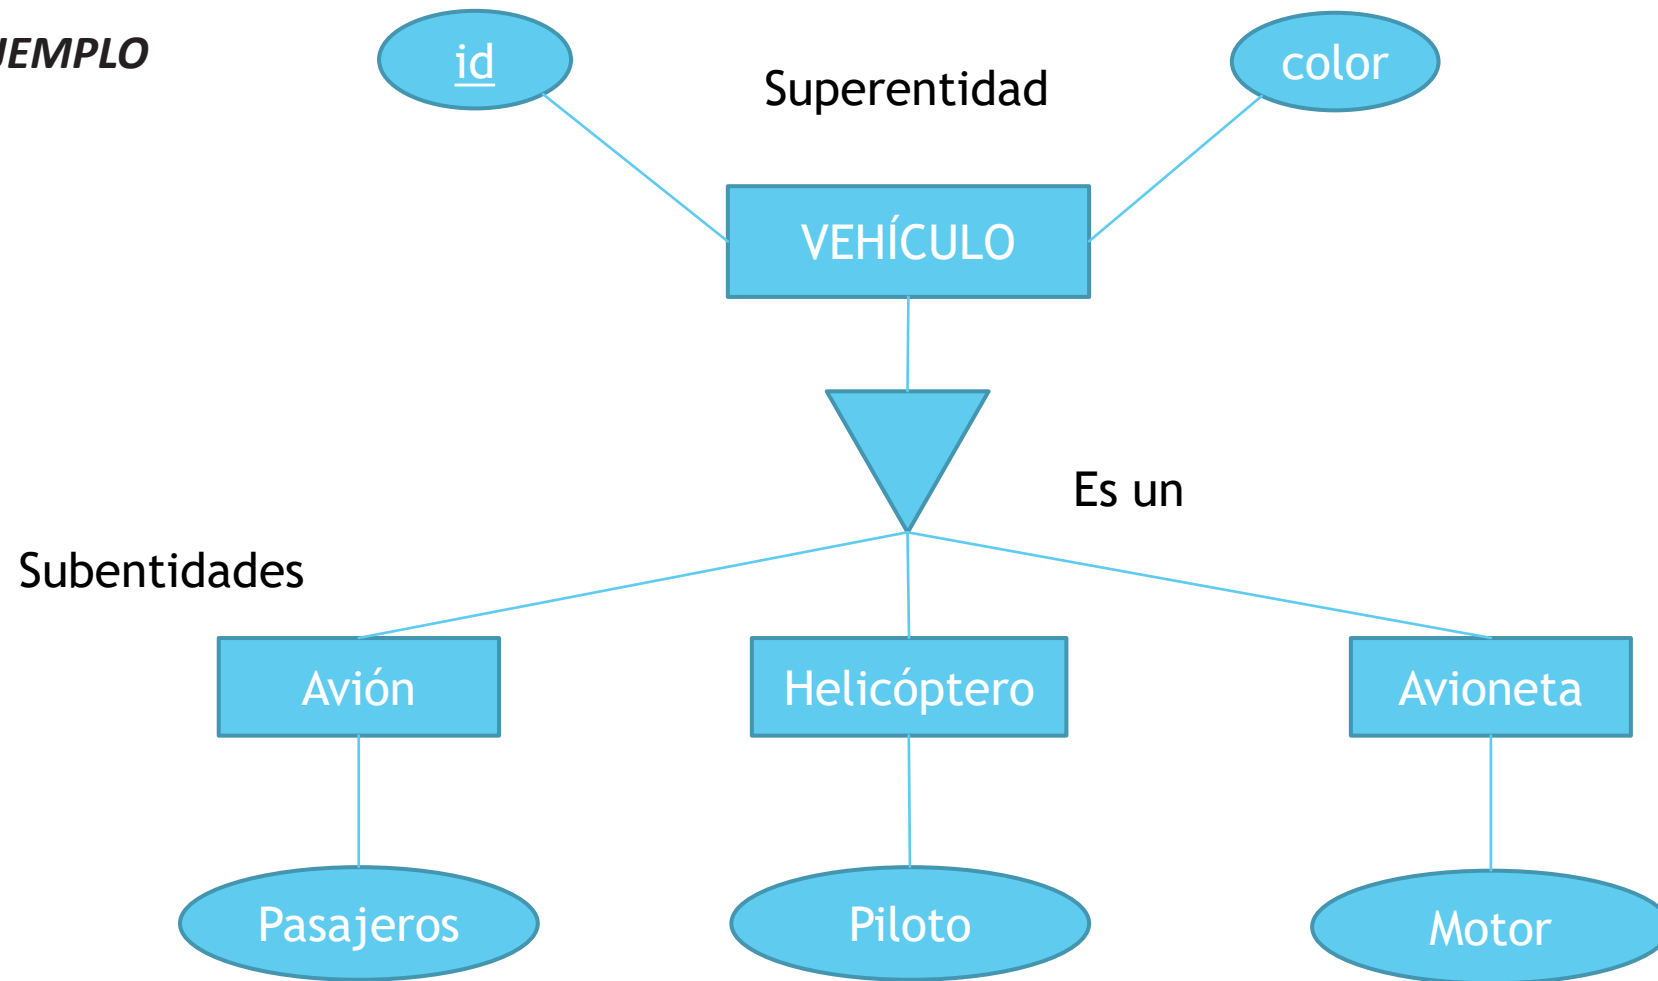 JEMPLO
id
color
Superentidad
VEHÍCULO
Es un
Subentidades
Avión
Helicóptero
Avioneta
Pasajeros
Piloto
Motor